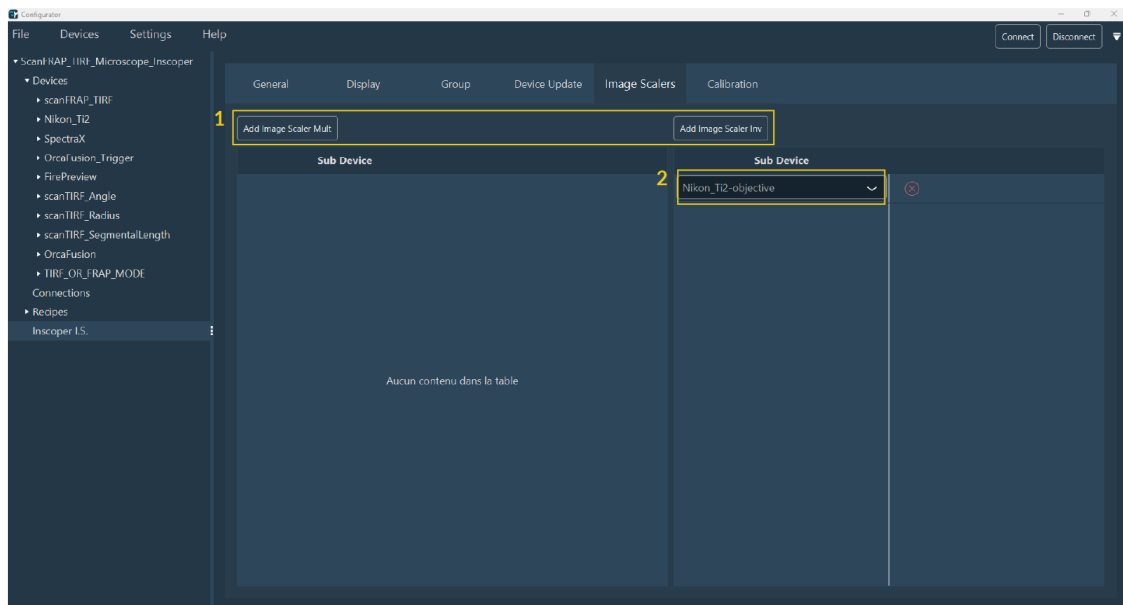 Configurator
File Devices Settings Help
Connect Disconnect
ScanFRAP_TIRF_Microscope_Inscoper
Devices
scanFRAP_TIRF
Nikon_Ti2
SpectraX
OrcaFusion_Trigger
FirePreview
scanTIRF_Angle
scanTIRF_Radius
scanTIRF_SegmentalLength
OrcaFusion
TIRF_OR_FRAP_MODE
Connections
Recipes
Inscoper I.S.
General Display Group Device Update Image Scalers Calibration
1
Add Image Scaler Mult Add Image Scaler Inv
Sub Device Sub Device
2
Nikon_Ti2-objective
Aucun contenu dans la table